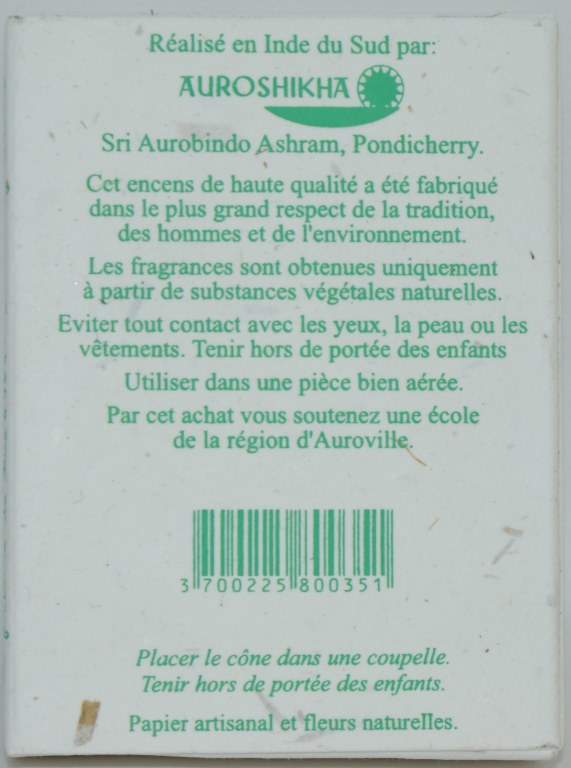 Réalisé en Inde du Sud par:
AUROSHIKHA
Sri Aurobindo Ashram, Pondicherry.
Cet encens de haute qualité a été fabriqué
dans le plus grand respect de la tradition,
des hommes et de l'environnement.
Les fragrances sont obtenues uniquement
à partir de substances végétales naturelles.
Eviter tout contact avec les yeux, la peau ou les
vêtements. Tenir hors de portée des enfants
Utiliser dans une pièce bien aérée.
Par cet achat vous soutenez une école
de la région d'Auroville.
3 700225 800351
Placer le cône dans une coupelle.
Tenir hors de portée des enfants.
Papier artisanal et fleurs naturelles.